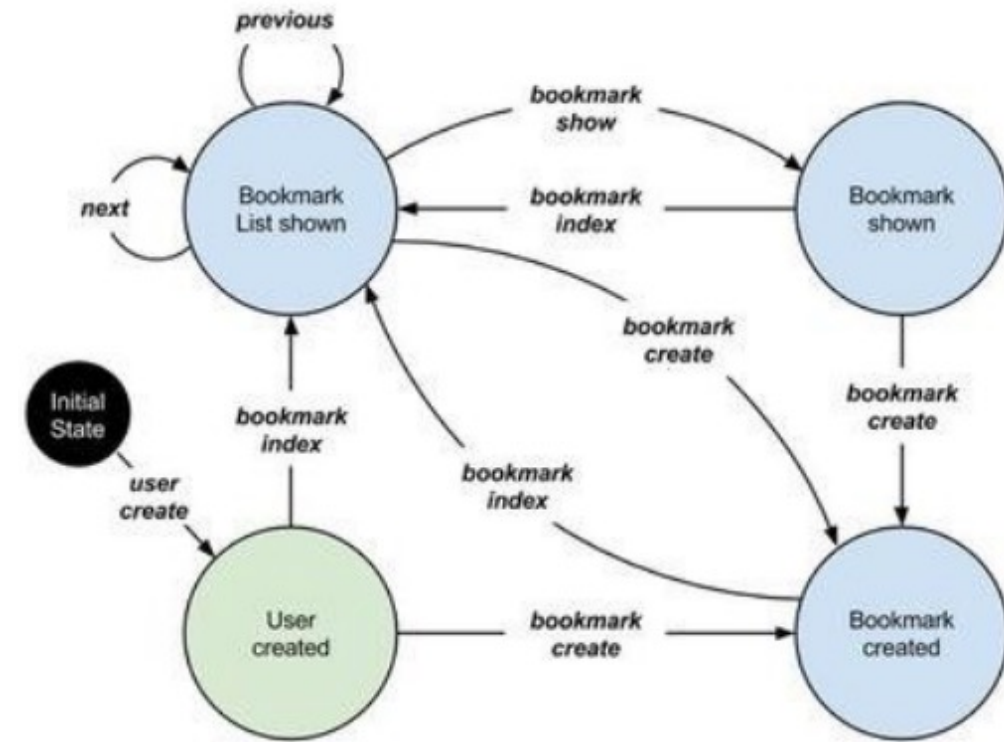 previous
bookmark
show
Bookmark
List shown
next
bookmark
index
Bookmark
shown
bookmark
create
Initial
State
bookmark
index
bookmark
create
user
create
bookmark
index
User
created
bookmark
create
Bookmark
created